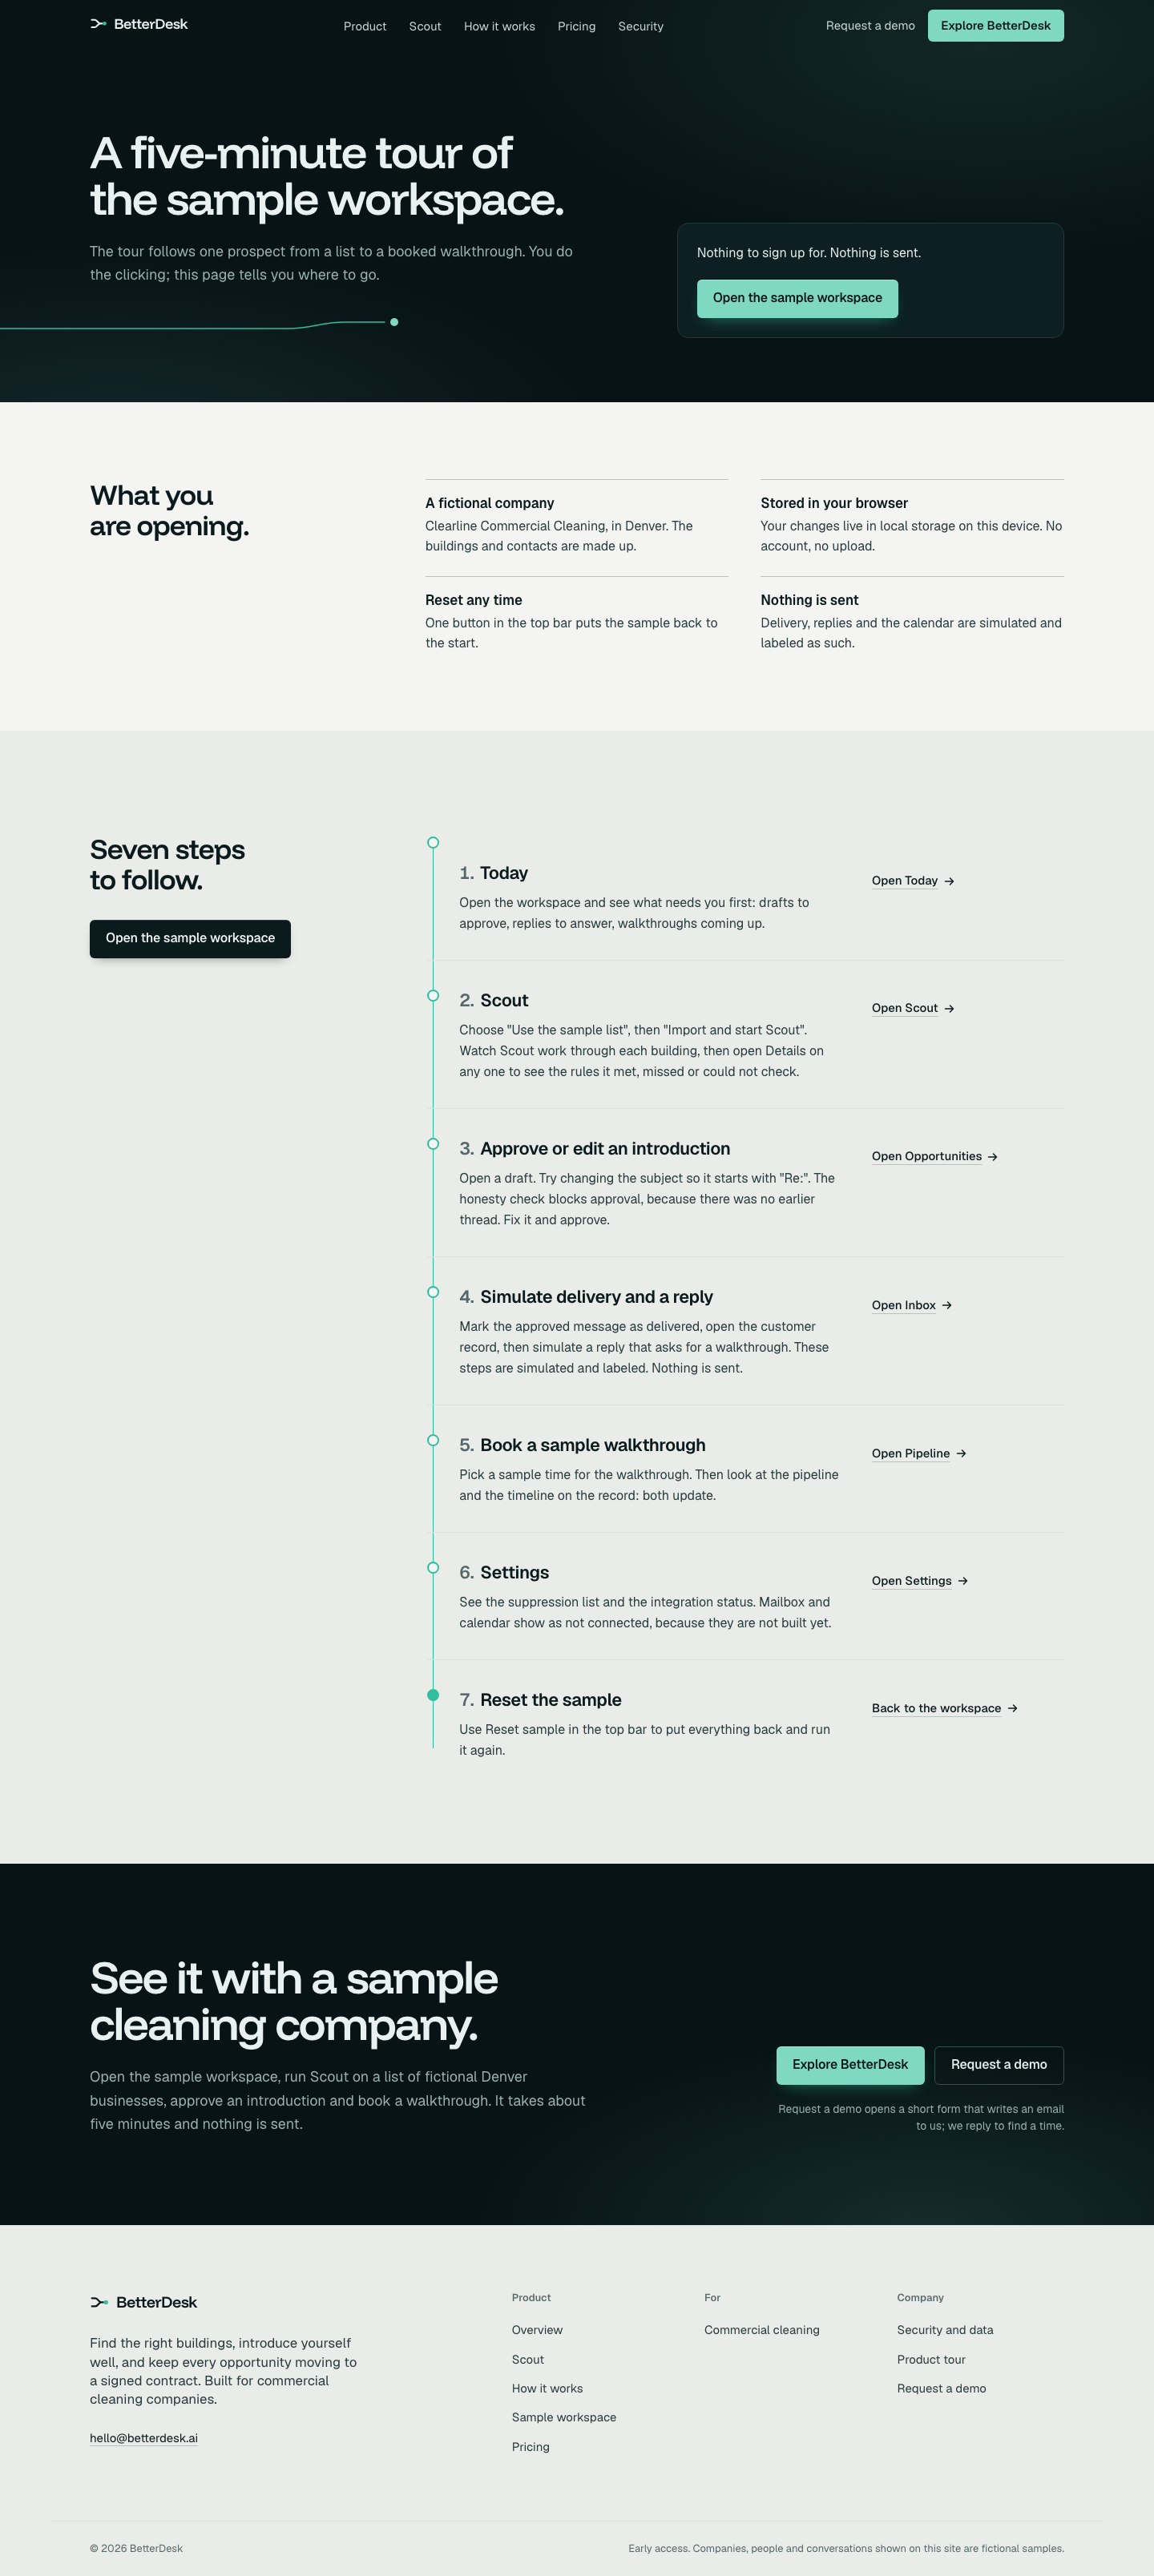 BetterDesk
Product
Scout
How it works
Pricing
Security
Request a demo
Explore BetterDesk
A five-minute tour of
the sample workspace.
The tour follows one prospect from a list to a booked walkthrough. You do
the clicking; this page tells you where to go.
Nothing to sign up for. Nothing is sent.
Open the sample workspace
What you
are opening.
A fictional company
Clearline Commercial Cleaning, in Denver. The
buildings and contacts are made up.
Stored in your browser
Your changes live in local storage on this device. No
account, no upload.
Reset any time
One button in the top bar puts the sample back to
the start.
Nothing is sent
Delivery, replies and the calendar are simulated and
labeled as such.
Seven steps
to follow.
Open the sample workspace
1. Today
Open the workspace and see what needs you first: drafts to
approve, replies to answer, walkthroughs coming up.
Open Today →
2. Scout
Choose "Use the sample list", then "Import and start Scout".
Watch Scout work through each building, then open Details on
any one to see the rules it met, missed or could not check.
Open Scout →
3. Approve or edit an introduction
Open a draft. Try changing the subject so it starts with "Re:". The
honesty check blocks approval, because there was no earlier
thread. Fix it and approve.
Open Opportunities →
4. Simulate delivery and a reply
Mark the approved message as delivered, open the customer
record, then simulate a reply that asks for a walkthrough. These
steps are simulated and labeled. Nothing is sent.
Open Inbox →
5. Book a sample walkthrough
Pick a sample time for the walkthrough. Then look at the pipeline
and the timeline on the record: both update.
Open Pipeline →
6. Settings
See the suppression list and the integration status. Mailbox and
calendar show as not connected, because they are not built yet.
Open Settings →
7. Reset the sample
Use Reset sample in the top bar to put everything back and run
it again.
Back to the workspace →
See it with a sample
cleaning company.
Open the sample workspace, run Scout on a list of fictional Denver
businesses, approve an introduction and book a walkthrough. It takes about
five minutes and nothing is sent.
Explore BetterDesk
Request a demo
Request a demo opens a short form that writes an email
to us; we reply to find a time.
BetterDesk
Find the right buildings, introduce yourself
well, and keep every opportunity moving to
a signed contract. Built for commercial
cleaning companies.
hello@betterdesk.ai
Product
Overview
Scout
How it works
Sample workspace
Pricing
For
Commercial cleaning
Company
Security and data
Product tour
Request a demo
© 2026 BetterDesk
Early access. Companies, people and conversations shown on this site are fictional samples.